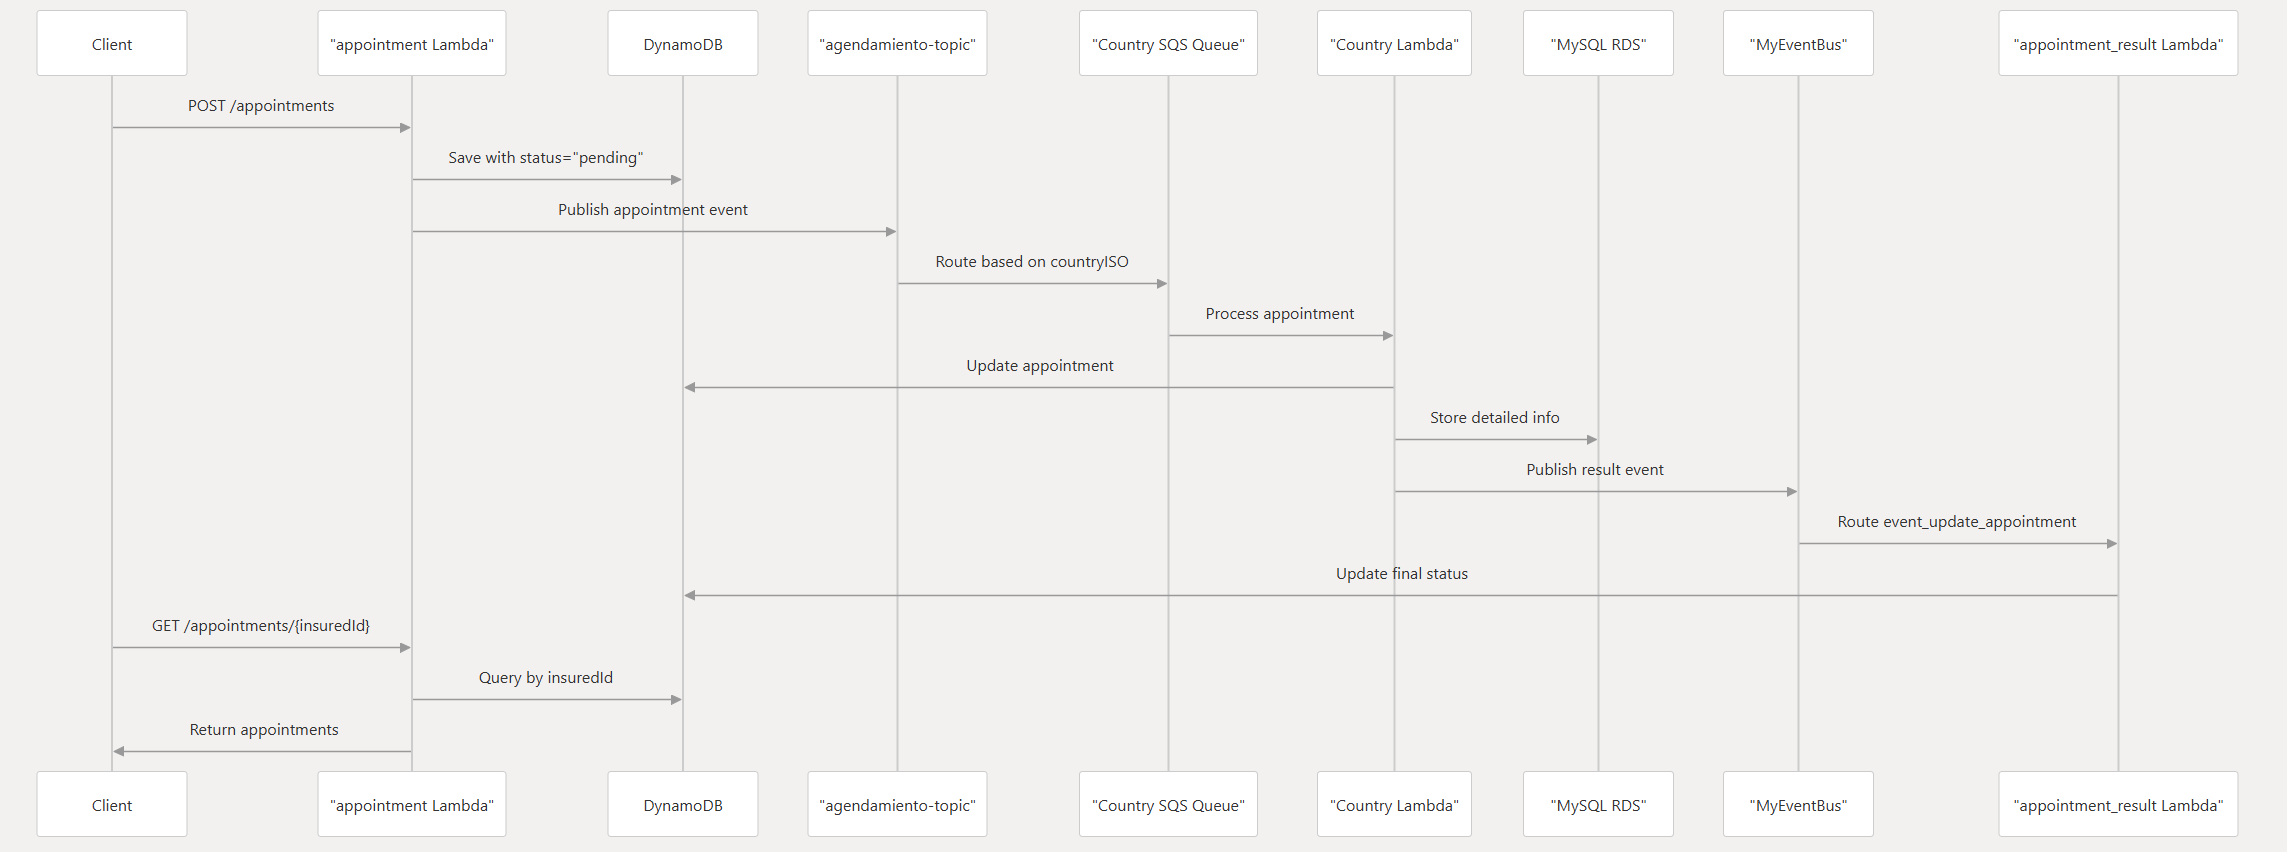 Client
"appointment Lambda"
DynamoDB
"agendamiento-topic"
"Country SQS Queue"
"Country Lambda"
"MySQL RDS"
"MyEventBus"
"appointment_result Lambda"
POST /appointments
Save with status="pending"
Publish appointment event
Route based on countryISO
Process appointment
Update appointment
Store detailed info
Publish result event
Route event_update_appointment
Update final status
GET /appointments/{insuredId}
Query by insuredId
Return appointments
Client
"appointment Lambda"
DynamoDB
"agendamiento-topic"
"Country SQS Queue"
"Country Lambda"
"MySQL RDS"
"MyEventBus"
"appointment_result Lambda"